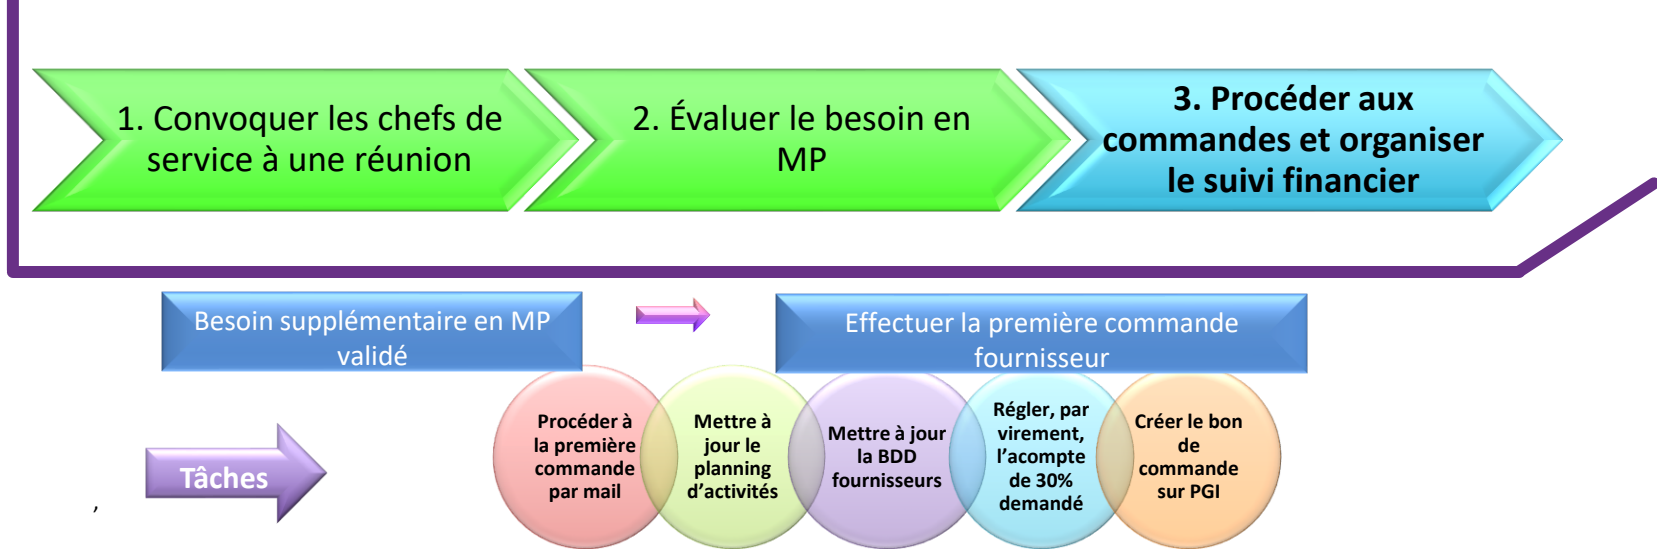 1. Convoquer les chefs de
service à une réunion
2. Évaluer le besoin en
MP
3. Procéder aux
commandes et organiser
le suivi financier
Besoin supplémentaire en MP
validé
Effectuer la première commande
fournisseur
Tâches
,
Procéder à
la première
commande
par mail
Mettre à
jour le
planning
d'activités
Mettre à jour
la BDD
fournisseurs
Régler, par
virement,
l'acompte
de 30%
demandé
Créer le bon
de
commande
sur PGI